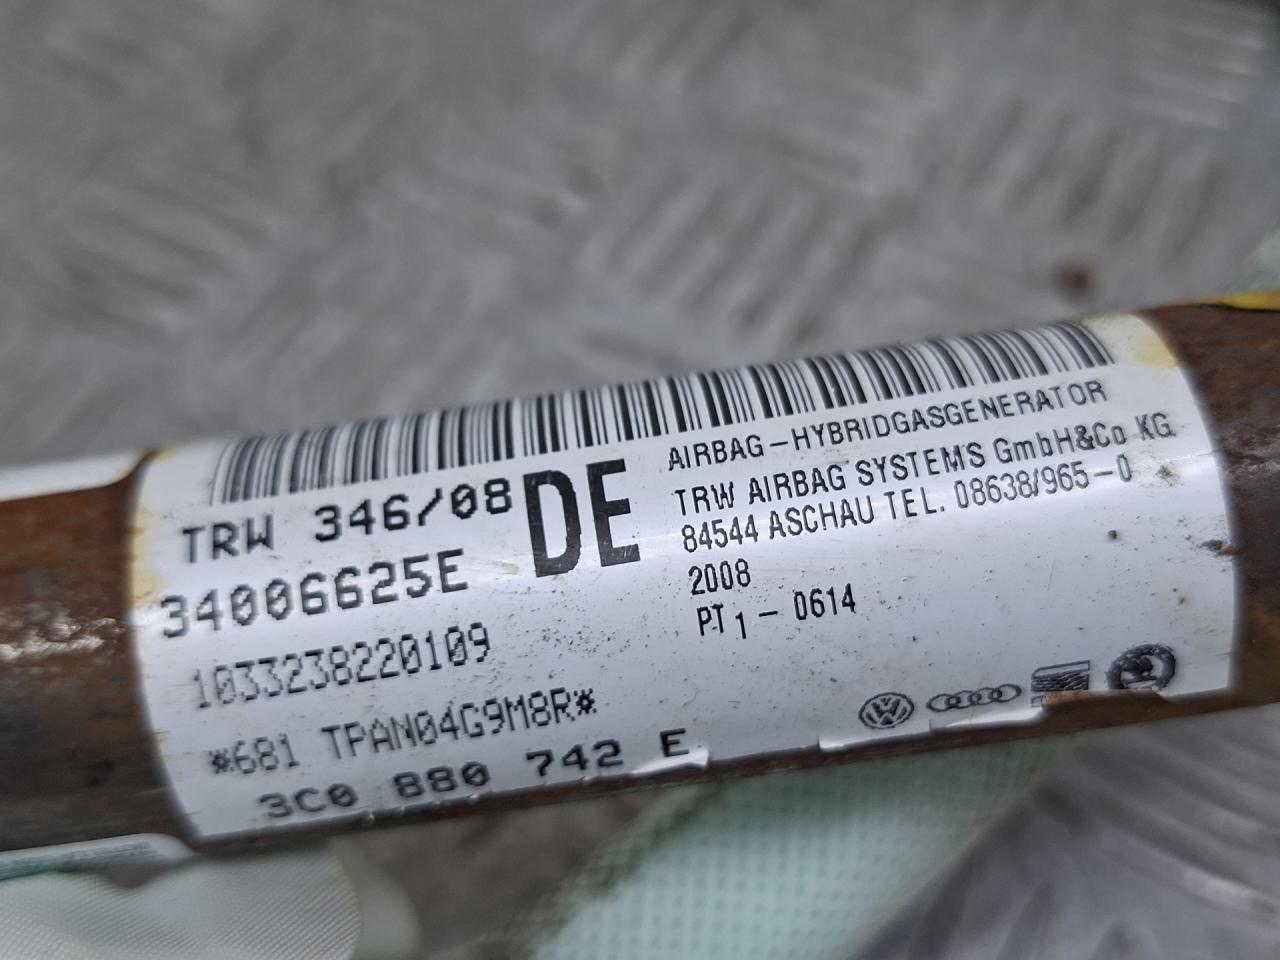 TRW 346/08
34006625E
1033238220109
*681 TPAN04G9M8R*
3C0 880 742 E
DE
AIRBAG-HYBRIDGASGENERATOR
TRW AIRBAG SYSTEMS GmbH&Co KG
84544 ASCHAU TEL. 08638/965-0
2008
PT1-0614